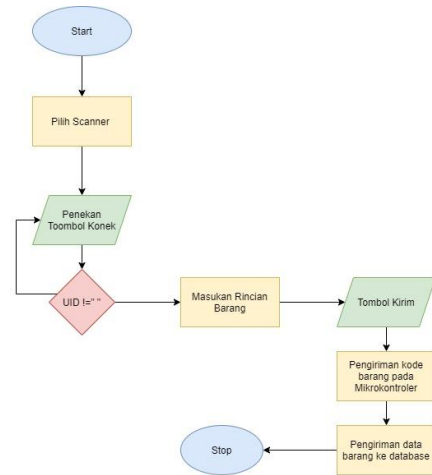 Start
Pilih Scanner
Penekan
Toombol Konek
UID !=" "
Masukan Rincian
Barang
Tombol Kirim
Pengiriman kode
barang pada
Mikrokontroler
Pengiriman data
barang ke database
Stop